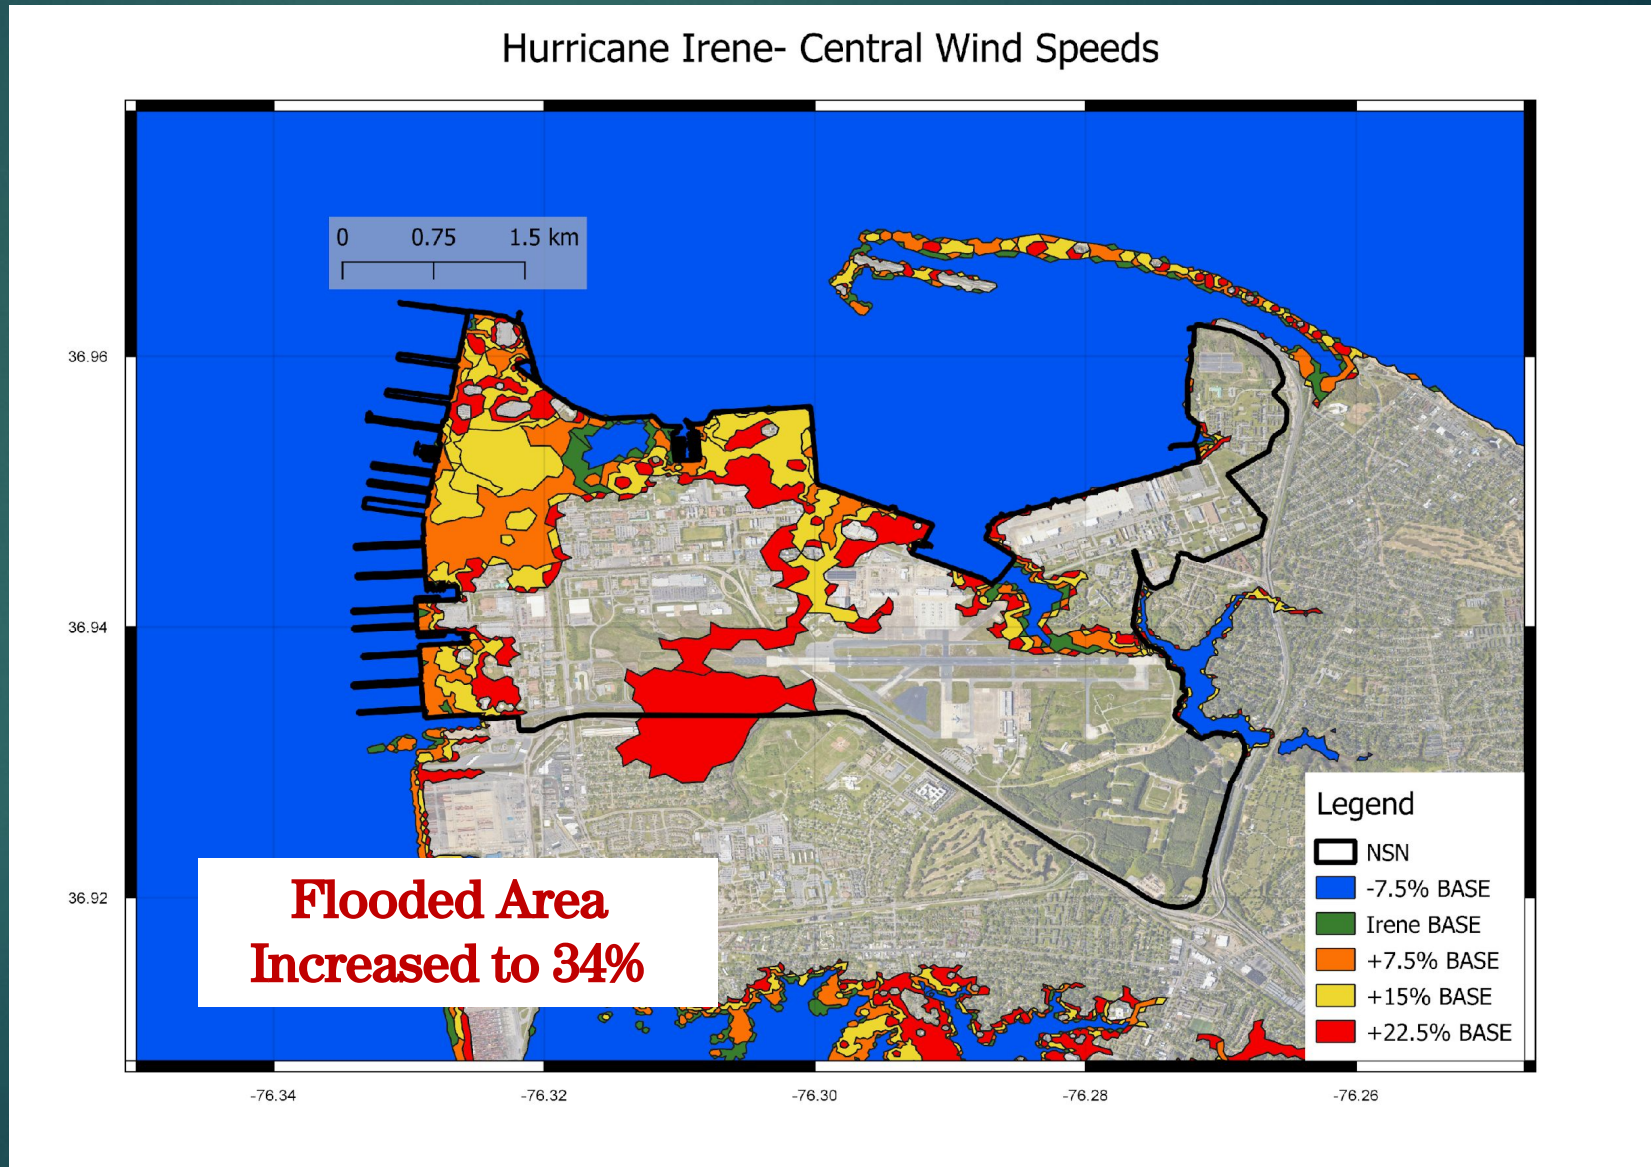 Hurricane Irene- Central Wind Speeds
0 0.75 1.5 km
36.96
36.94
36.92
Flooded Area
Increased to 34%
Legend
NSN
-7.5% BASE
Irene BASE
+7.5% BASE
+15% BASE
+22.5% BASE
-76.34 -76.32 -76.30 -76.28 -76.26